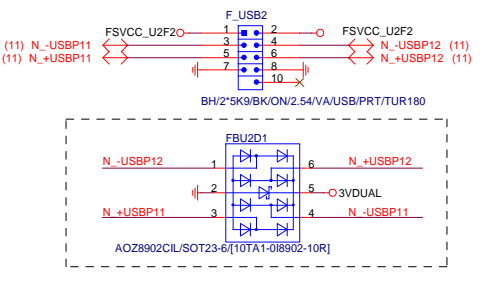 F_USB2
FSVCC_U2F2 1 2 FSVCC_U2F2
(11) N_-USBP11 3 4 N_-USBP12 (11)
(11) N_+USBP11 5 6 N_+USBP12 (11)
7 8
10
BH/2*5K9/BK/ON/2.54/VA/USB/PRT/TUR180
FBU2D1
N_-USBP12 1 6 N_+USBP12
2 5 3VDUAL
N_+USBP11 3 4 N_-USBP11
AOZ8902CIL/SOT23-6/[10TA1-0I8902-10R]